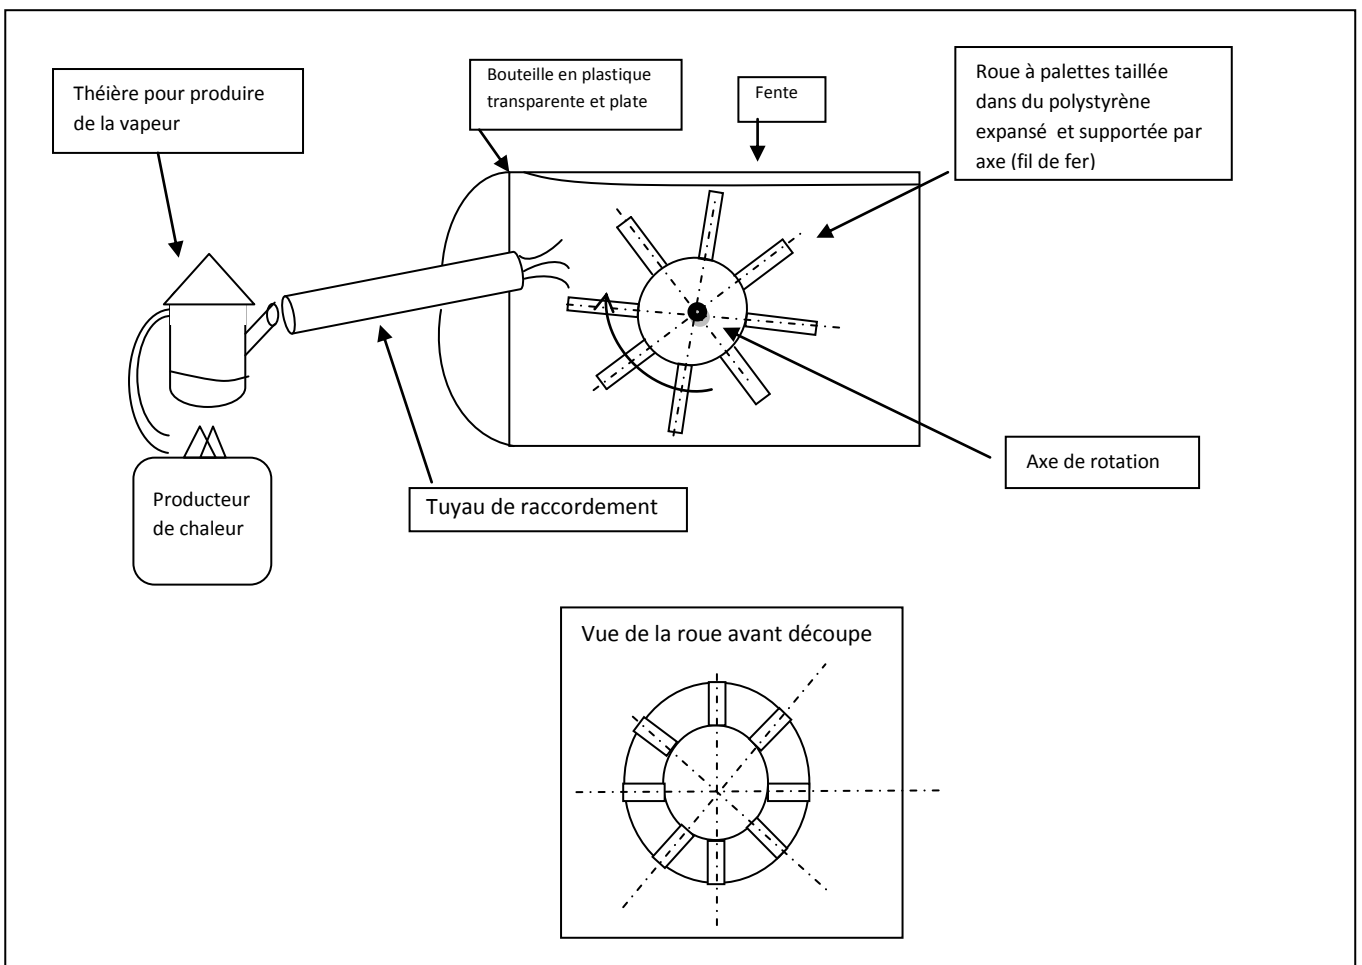 Théière pour produire
de la vapeur
Bouteille en plastique
transparente et plate
Fente
Roue à palettes taillée
dans du polystyrène
expansé et supportée par
axe (fil de fer)
Axe de rotation
Tuyau de raccordement
Producteur
de chaleur
Vue de la roue avant découpe